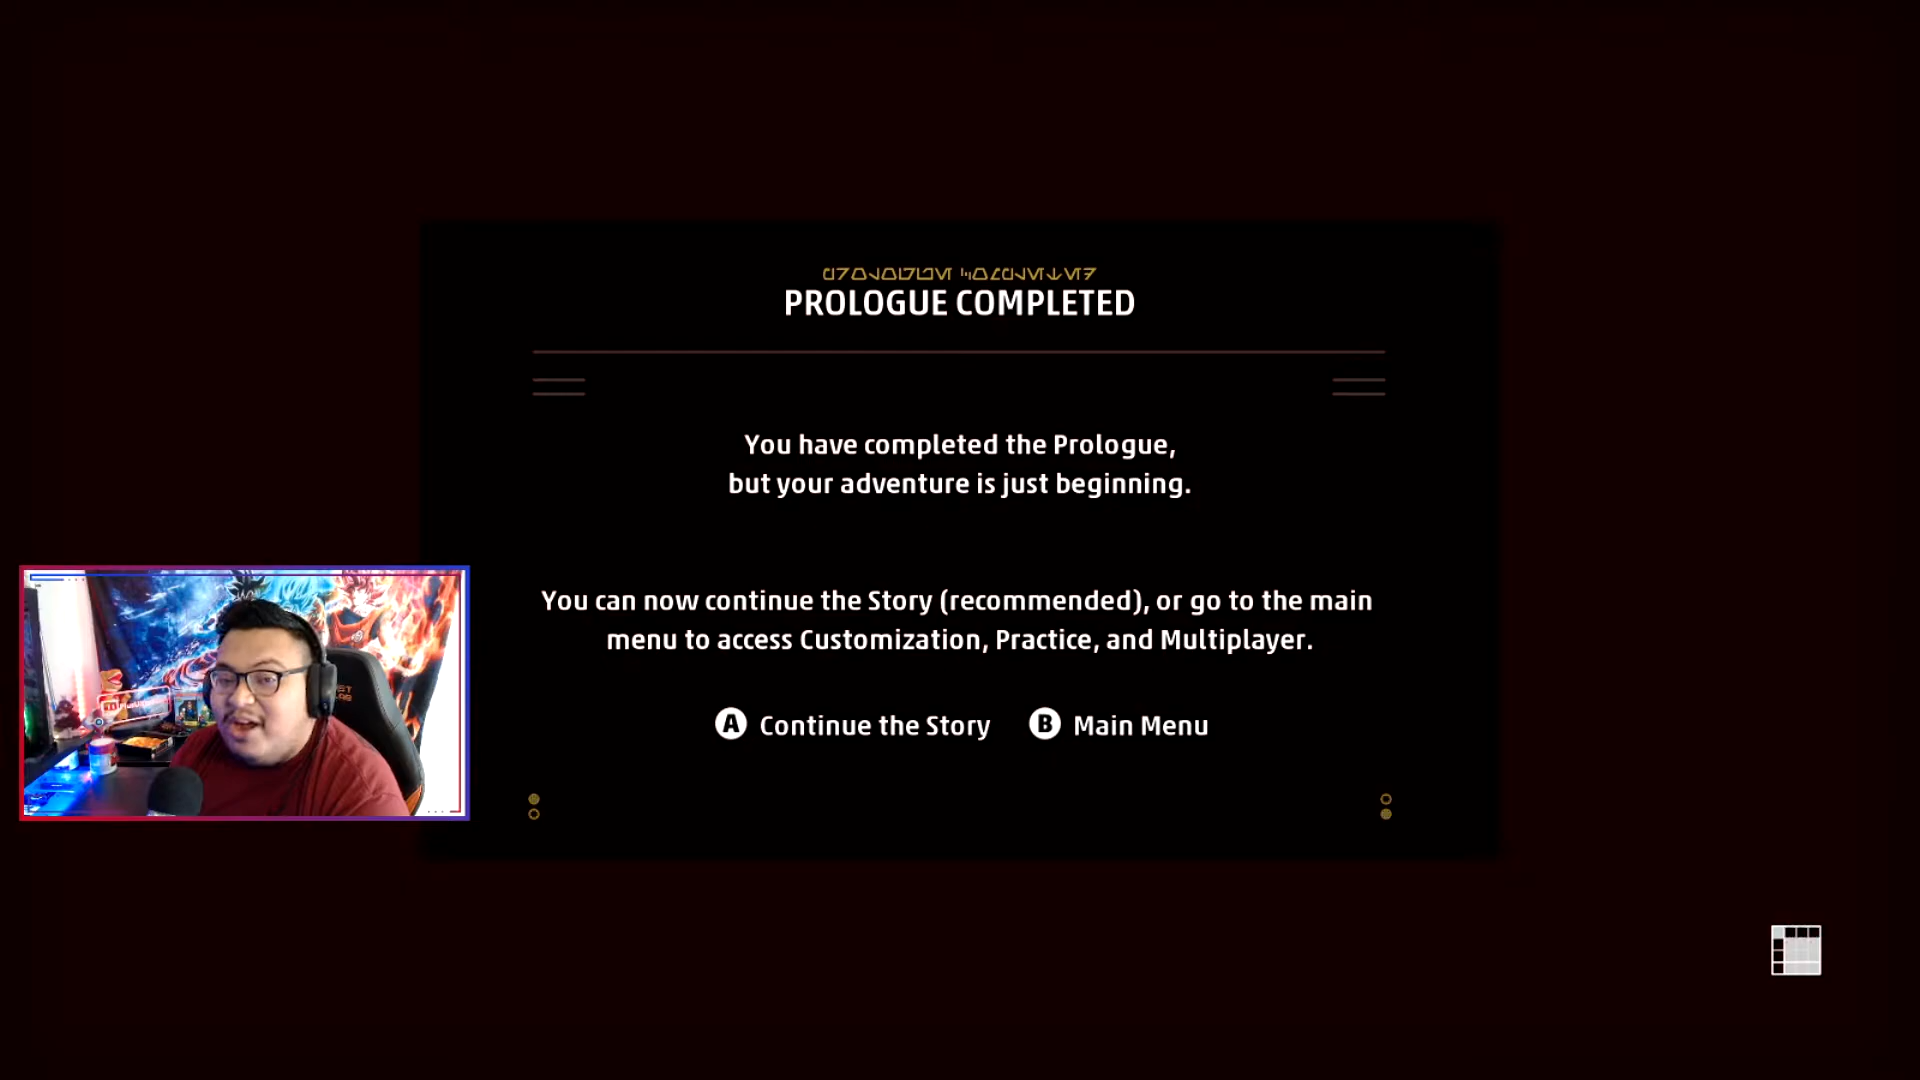 PROLOGUE COMPLETED
You have completed the Prologue,
but your adventure is just beginning.
You can now continue the Story (recommended), or go to the main
menu to access Customization, Practice, and Multiplayer.
A Continue the Story B Main Menu